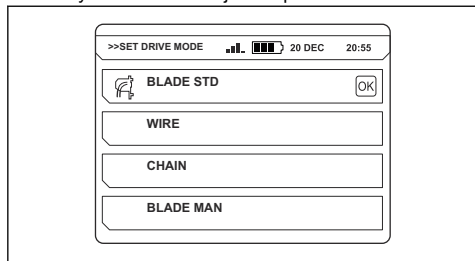 >>SET DRIVE MODE 20 DEC 20:55
BLADE STD OK
WIRE
CHAIN
BLADE MAN